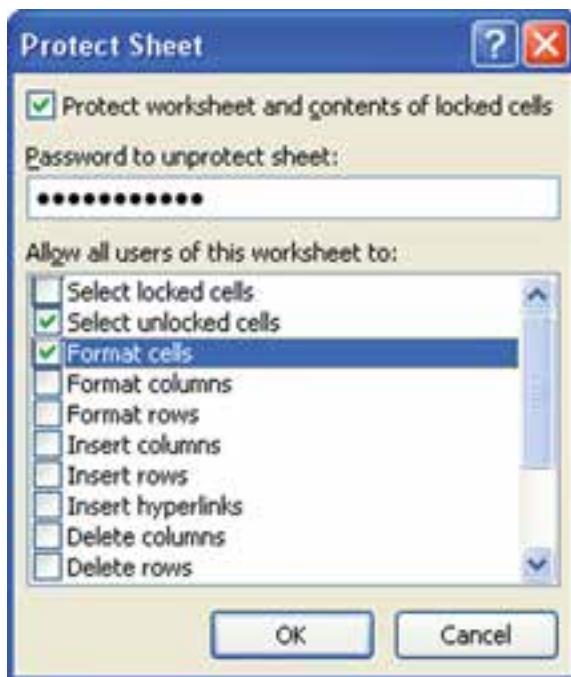 Protect Sheet
Protect worksheet and contents of locked cells
Password to unprotect sheet:
•••••••••••
Allow all users of this worksheet to:
Select locked cells
Select unlocked cells
Format cells
Format columns
Format rows
Insert columns
Insert rows
Insert hyperlinks
Delete columns
Delete rows
OK
Cancel